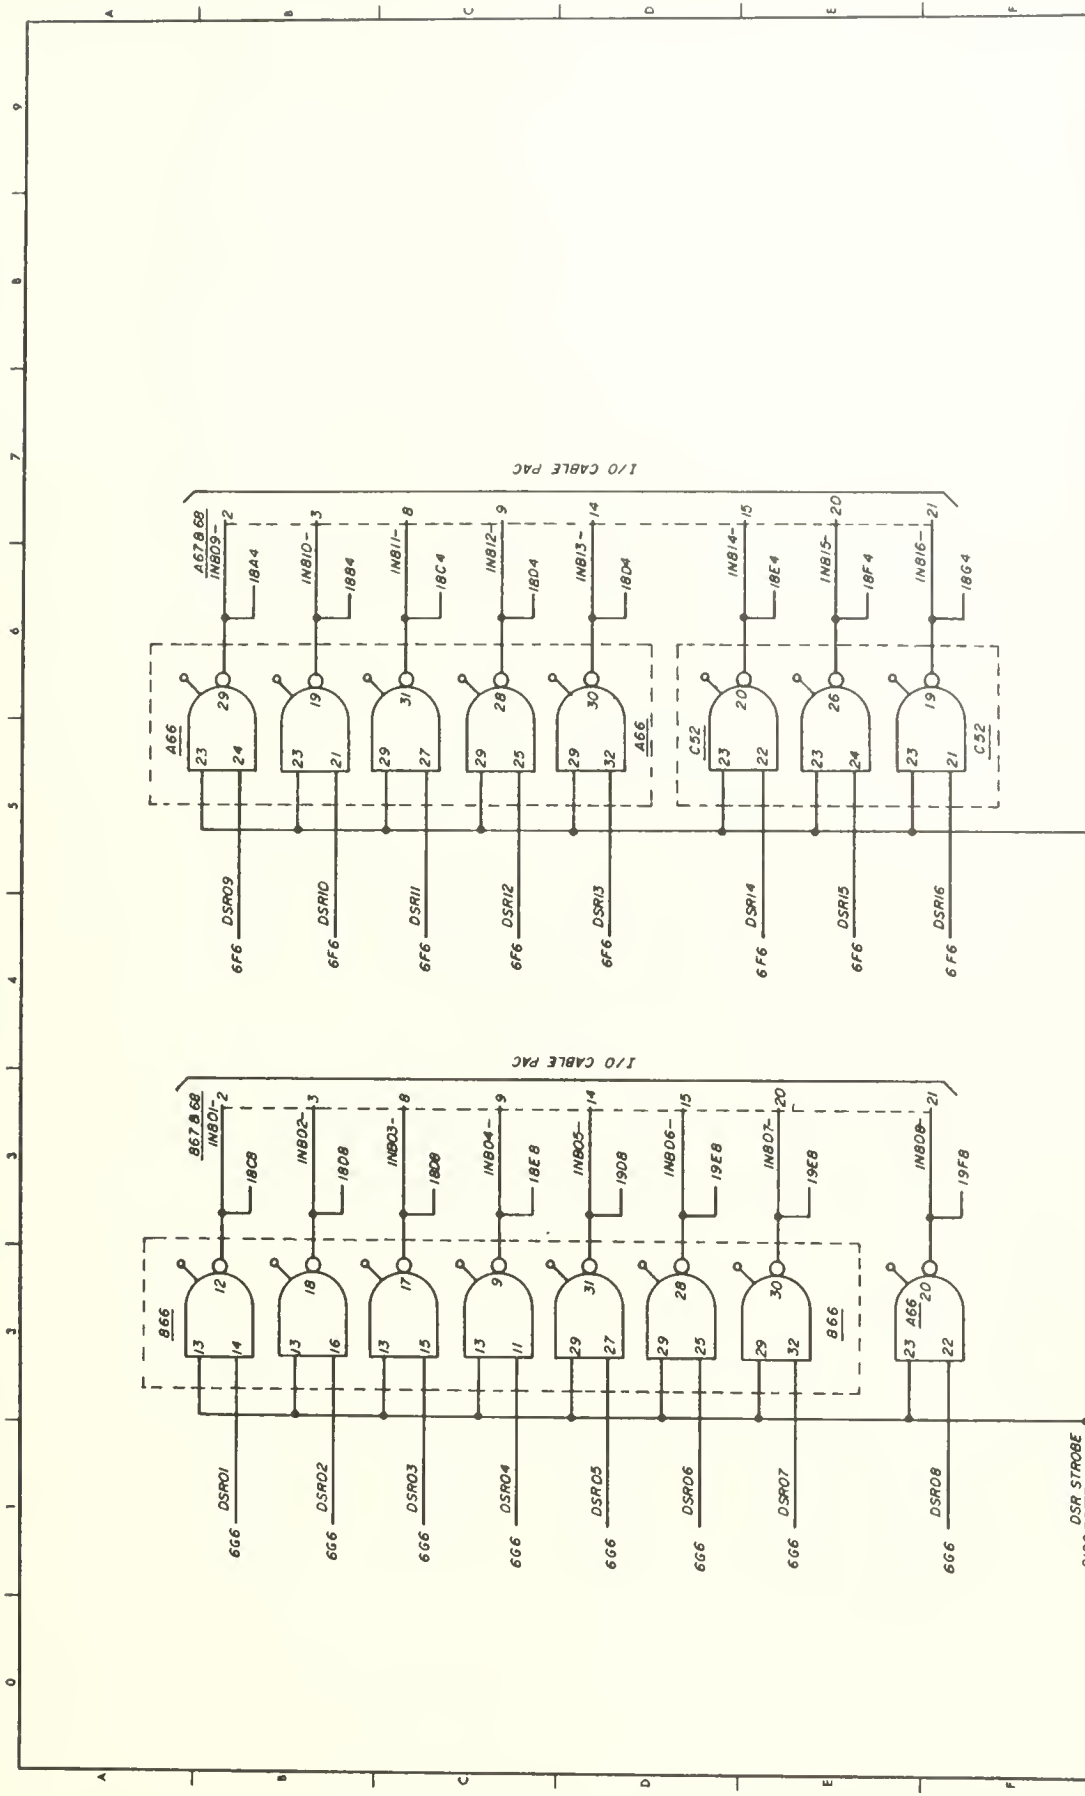 0 1 3 3 4 5 6 7 8 9
A
B
C
D
E
F
A
B
C
D
E
F
B66
B67 & 68
6G6 DSR01 13 14 12 INB01- 2
18C8
6G6 DSR02 13 16 18 INB02- 3
18D8
6G6 DSR03 13 15 17 INB03- 8
18D8
6G6 DSR04 13 11 9 INB04- 9
18E8
6G6 DSR05 29 27 31 INB05- 14
19D8
6G6 DSR06 29 25 28 INB06- 15
19E8
6G6 DSR07 29 32 30 INB07- 20
19E8
B66
6G6 DSR08 23 22 A66 20 INB08- 21
19F8
I/O CABLE PAC
DSR STROBE
A66
A67 & 68
6F6 DSR09 23 24 29 INB09- 2
18A4
6F6 DSR10 23 21 19 INB10- 3
18B4
6F6 DSR11 29 27 31 INB11- 8
18C4
6F6 DSR12 29 25 28 INB12- 9
18D4
6F6 DSR13 29 32 30 INB13- 14
18D4
A66
C52
6F6 DSR14 23 22 20 INB14- 15
18E4
6F6 DSR15 23 24 26 INB15- 20
18F4
6F6 DSR16 23 21 19 INB16- 21
18G4
C52
I/O CABLE PAC